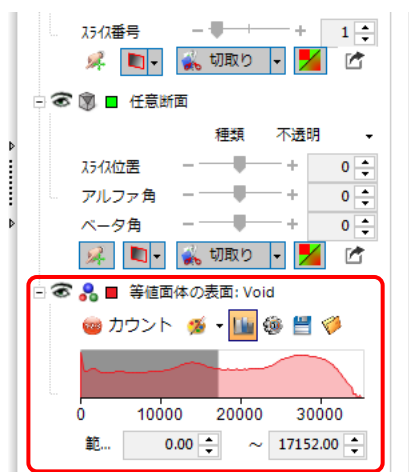 ｽﾗｲｽ番号 1
切取り
任意断面
種類 不透明
ｽﾗｲｽ位置 0
アルファ角 0
ベータ角 0
切取り
等値面体の表面: Void
カウント
0 10000 20000 30000
範... 0.00 ～ 17152.00